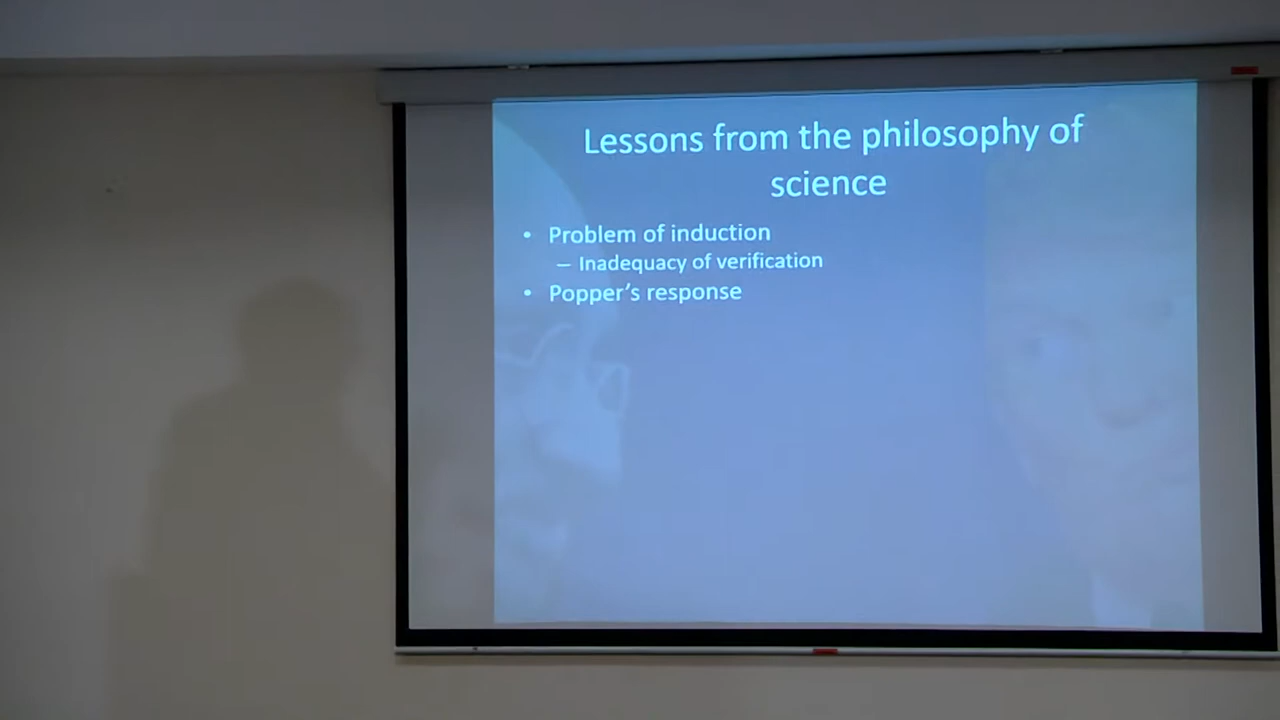 Lessons from the philosophy of
science
• Problem of induction
– Inadequacy of verification
• Popper's response